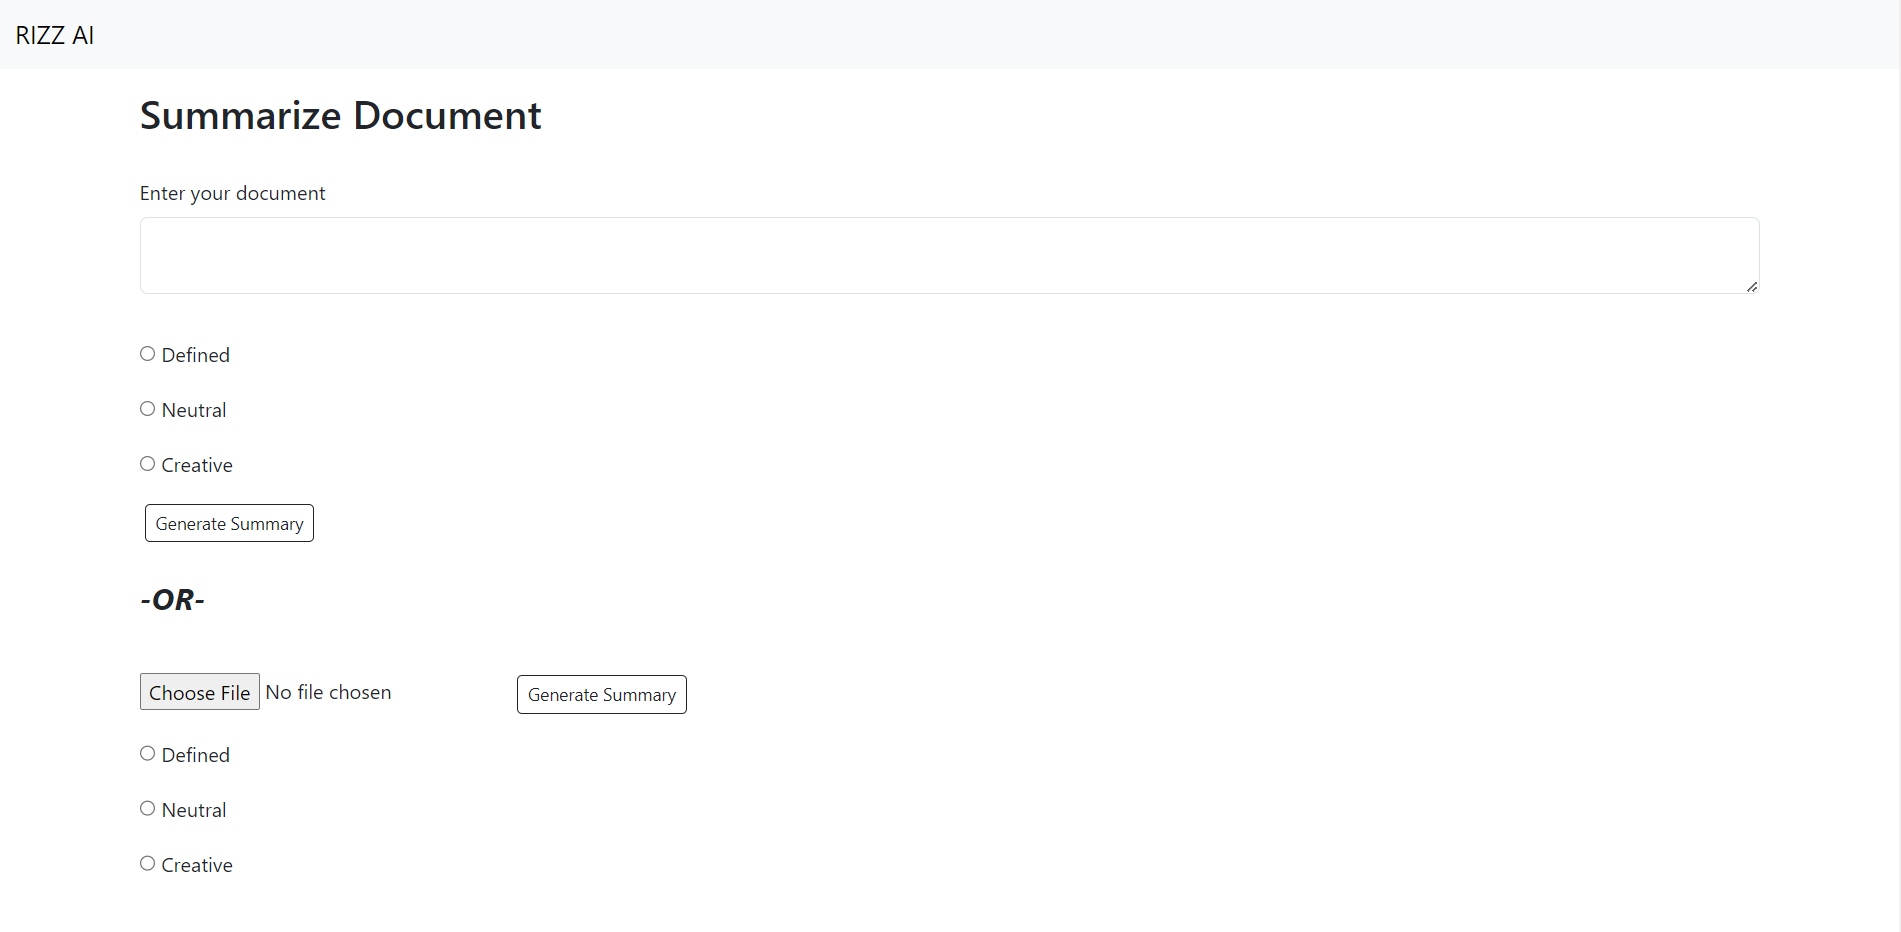 RIZZ AI
Summarize Document
Enter your document
Defined
Neutral
Creative
Generate Summary
-OR-
Choose File No file chosen Generate Summary
Defined
Neutral
Creative